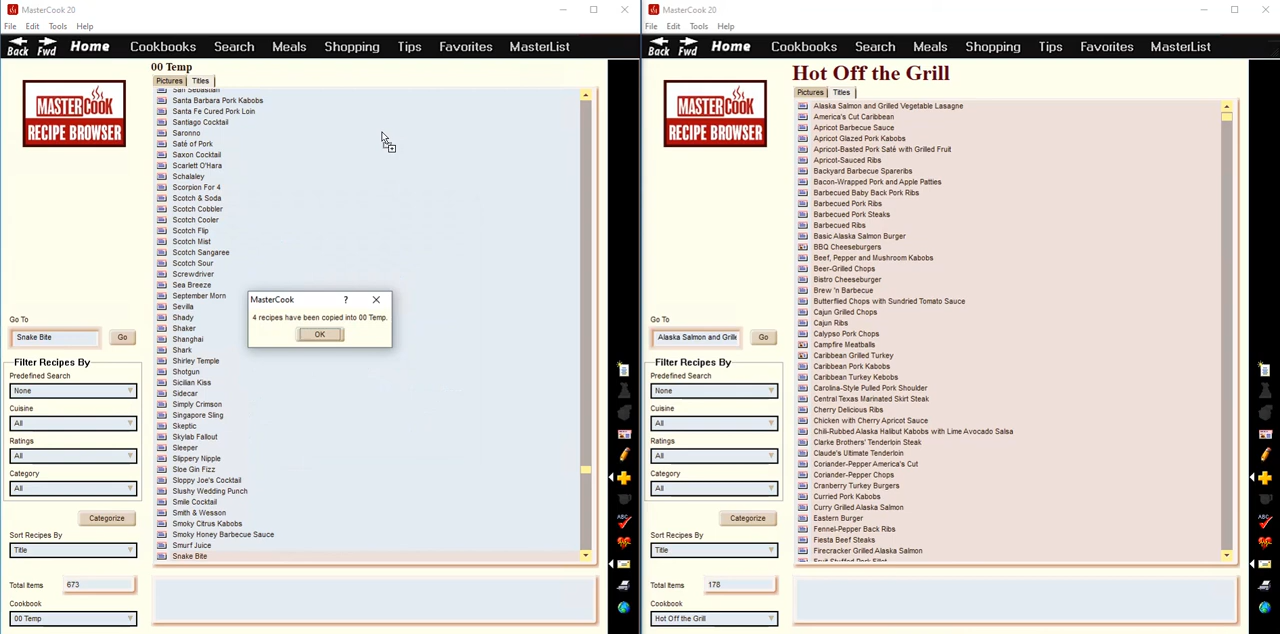 MasterCook 20
File Edit Tools Help
Back Fwd Home Cookbooks Search Meals Shopping Tips Favorites MasterList
MASTERCOOK
RECIPE BROWSER
00 Temp
Pictures Titles
San Sebastian
Santa Barbara Pork Kabobs
Santa Fe Cured Pork Loin
Santiago Cocktail
Saronno
Saté of Pork
Saxon Cocktail
Scarlett O'Hara
Schalaley
Scorpion For 4
Scotch & Soda
Scotch Cobbler
Scotch Cooler
Scotch Flip
Scotch Mist
Scotch Sangaree
Scotch Sour
Screwdriver
Sea Breeze
September Morn
Sevilla
Shady
Shaker
Shanghai
Shark
Shirley Temple
Shotgun
Sicilian Kiss
Sidecar
Simply Crimson
Singapore Sling
Skeptic
Skylab Fallout
Sleeper
Slippery Nipple
Sloe Gin Fizz
Sloppy Joe's Cocktail
Slushy Wedding Punch
Smile Cocktail
Smith & Wesson
Smoky Citrus Kabobs
Smoky Honey Barbecue Sauce
Smurf Juice
Snake Bite
MasterCook ?
4 recipes have been copied into 00 Temp.
OK
Go To
Snake Bite Go
Filter Recipes By
Predefined Search
None
Cuisine
All
Ratings
All
Category
All
Categorize
Sort Recipes By
Title
Total Items 673
Cookbook
00 Temp
ABC
MasterCook 20
File Edit Tools Help
Back Fwd Home Cookbooks Search Meals Shopping Tips Favorites MasterList
MASTERCOOK
RECIPE BROWSER
Hot Off the Grill
Pictures Titles
Alaska Salmon and Grilled Vegetable Lasagne
America's Cut Caribbean
Apricot Barbecue Sauce
Apricot Glazed Pork Kabobs
Apricot-Basted Pork Saté with Grilled Fruit
Apricot-Sauced Ribs
Backyard Barbecue Spareribs
Bacon-Wrapped Pork and Apple Patties
Barbecued Baby Back Pork Ribs
Barbecued Pork Ribs
Barbecued Pork Steaks
Barbecued Ribs
Basic Alaska Salmon Burger
BBQ Cheeseburgers
Beef, Pepper and Mushroom Kabobs
Beer-Grilled Chops
Bistro Cheeseburger
Brew 'n Barbecue
Butterflied Chops with Sundried Tomato Sauce
Cajun Grilled Chops
Cajun Ribs
Calypso Pork Chops
Campfire Meatballs
Caribbean Grilled Turkey
Caribbean Pork Kabobs
Caribbean Turkey Kebobs
Carolina-Style Pulled Pork Shoulder
Central Texas Marinated Skirt Steak
Cherry Delicious Ribs
Chicken with Cherry Apricot Sauce
Chili-Rubbed Alaska Halibut Kabobs with Lime Avocado Salsa
Clarke Brothers' Tenderloin Steak
Claude's Ultimate Tenderloin
Coriander-Pepper America's Cut
Coriander-Pepper Chops
Cranberry Turkey Burgers
Curried Pork Kabobs
Curry Grilled Alaska Salmon
Eastern Burger
Fennel-Pepper Back Ribs
Fiesta Beef Steaks
Firecracker Grilled Alaska Salmon
Go To
Alaska Salmon and Grill Go
Filter Recipes By
Predefined Search
None
Cuisine
All
Ratings
All
Category
All
Categorize
Sort Recipes By
Title
Total Items 178
Cookbook
Hot Off the Grill
ABC